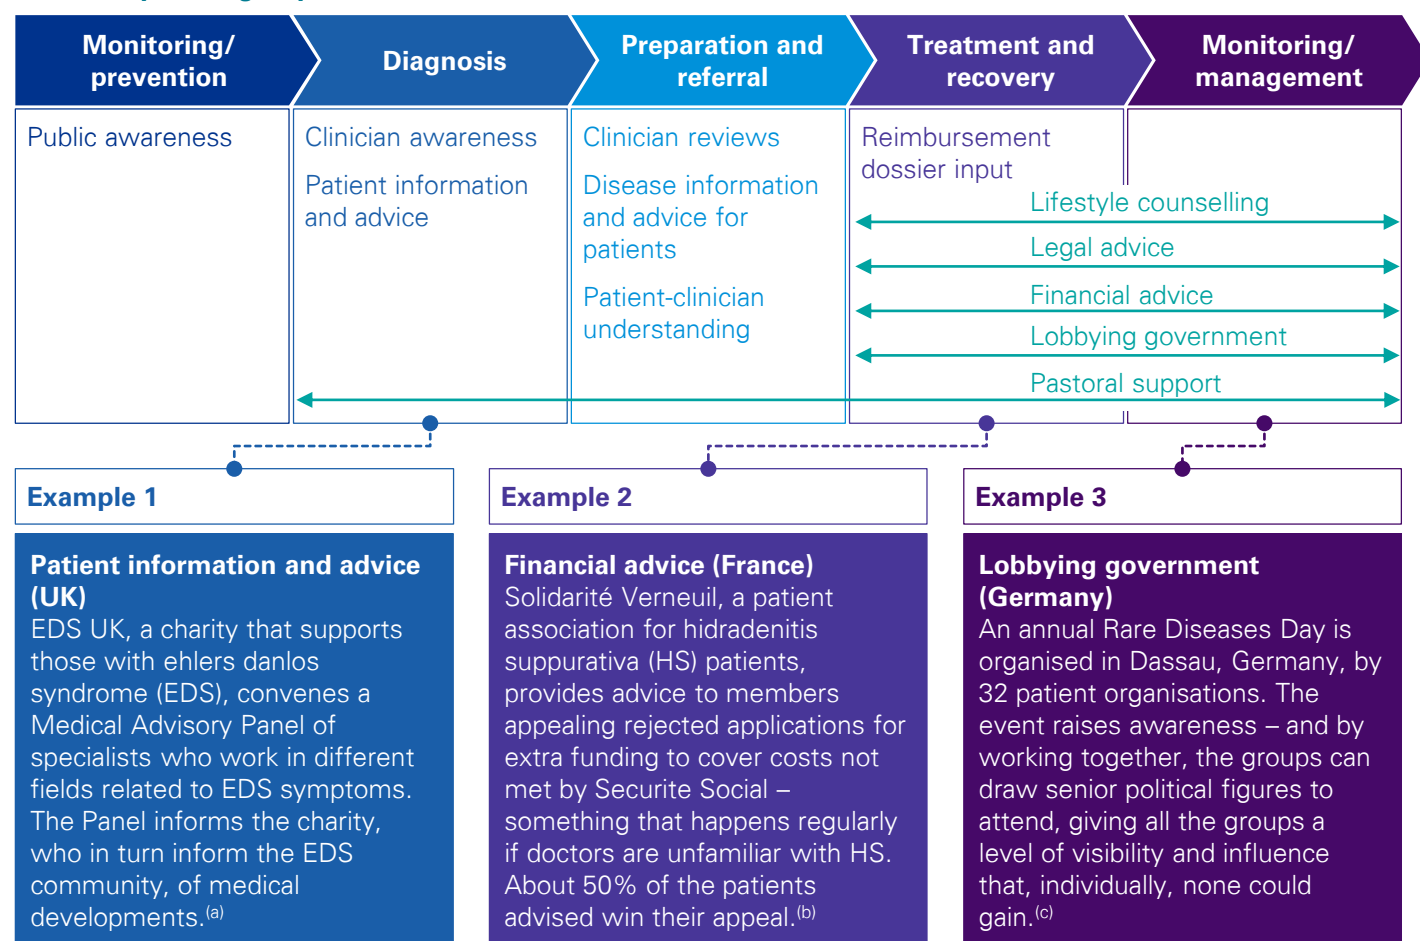 Monitoring/
prevention
Diagnosis
Preparation and
referral
Treatment and
recovery
Monitoring/
management
Public awareness
Clinician awareness
Patient information
and advice
Clinician reviews
Disease information
and advice for
patients
Patient-clinician
understanding
Reimbursement
dossier input
Lifestyle counselling
Legal advice
Financial advice
Lobbying government
Pastoral support
Example 1
Patient information and advice
(UK)
EDS UK, a charity that supports
those with ehlers danlos
syndrome (EDS), convenes a
Medical Advisory Panel of
specialists who work in different
fields related to EDS symptoms.
The Panel informs the charity,
who in turn inform the EDS
community, of medical
developments.(a)
Example 2
Financial advice (France)
Solidarité Verneuil, a patient
association for hidradenitis
suppurativa (HS) patients,
provides advice to members
appealing rejected applications for
extra funding to cover costs not
met by Securite Social –
something that happens regularly
if doctors are unfamiliar with HS.
About 50% of the patients
advised win their appeal.(b)
Example 3
Lobbying government
(Germany)
An annual Rare Diseases Day is
organised in Dassau, Germany, by
32 patient organisations. The
event raises awareness – and by
working together, the groups can
draw senior political figures to
attend, giving all the groups a
level of visibility and influence
that, individually, none could
gain.(c)